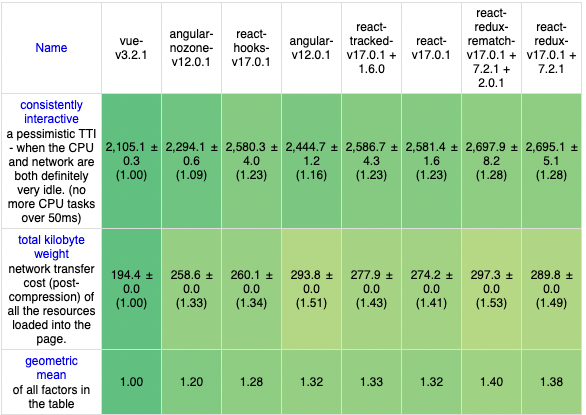 Name
vue-
v3.2.1
angular-
nozone-
v12.0.1
react-
hooks-
v17.0.1
angular-
v12.0.1
react-
tracked-
v17.0.1 +
1.6.0
react-
v17.0.1
react-
redux-
rematch-
v17.0.1 +
7.2.1 +
2.0.1
react-
redux-
v17.0.1 +
7.2.1
consistently
interactive
a pessimistic TTI
- when the CPU
and network are
both definitely
very idle. (no
more CPU tasks
over 50ms)
2,105.1 ±
0.3
(1.00)
2,294.1 ±
0.6
(1.09)
2,580.3 ±
4.0
(1.23)
2,444.7 ±
1.2
(1.16)
2,586.7 ±
4.3
(1.23)
2,581.4 ±
1.6
(1.23)
2,697.9 ±
8.2
(1.28)
2,695.1 ±
5.1
(1.28)
total kilobyte
weight
network transfer
cost (post-
compression) of
all the resources
loaded into the
page.
194.4 ±
0.0
(1.00)
258.6 ±
0.0
(1.33)
260.1 ±
0.0
(1.34)
293.8 ±
0.0
(1.51)
277.9 ±
0.0
(1.43)
274.2 ±
0.0
(1.41)
297.3 ±
0.0
(1.53)
289.8 ±
0.0
(1.49)
geometric
mean
of all factors in
the table
1.00
1.20
1.28
1.32
1.33
1.32
1.40
1.38